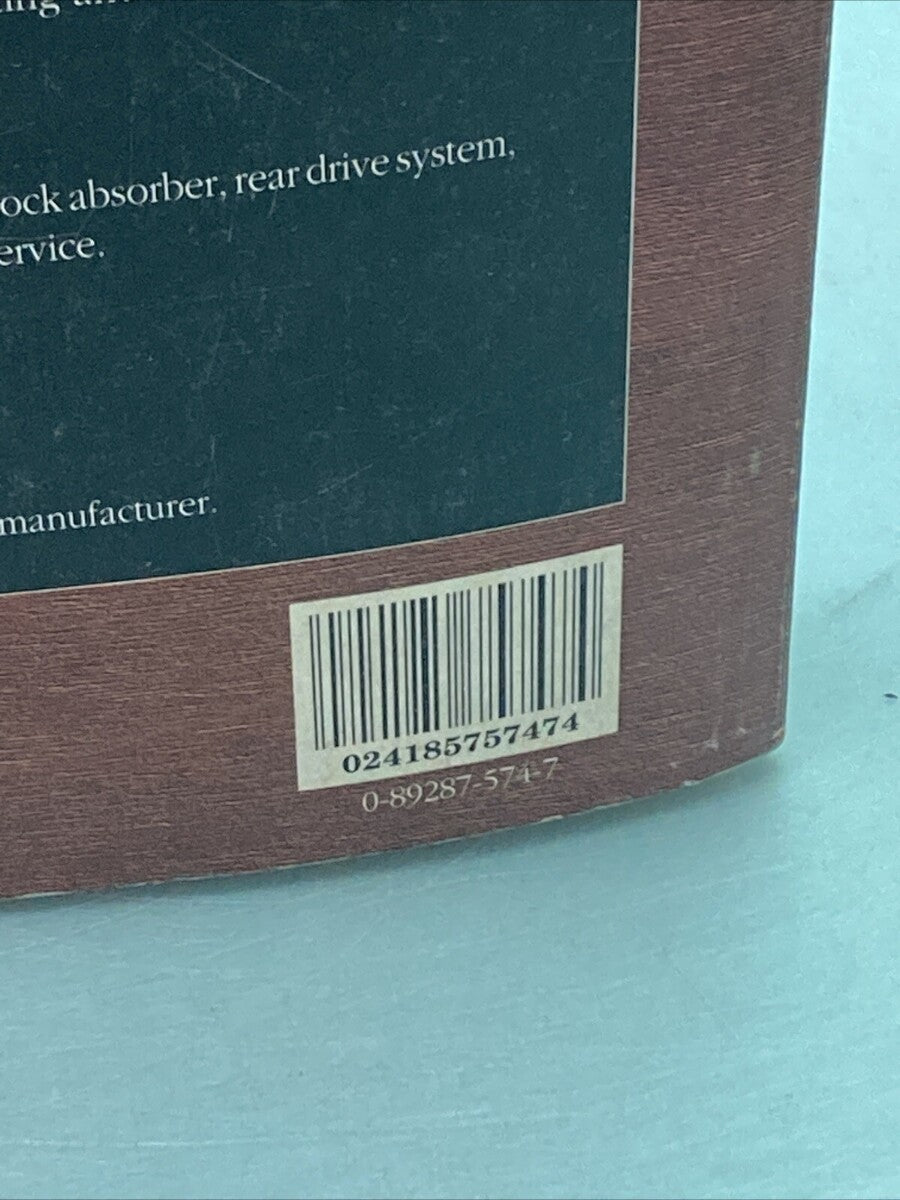 ock absorber, rear drive system,
ervice.
manufacturer.
024185757474
0-89287-574-7